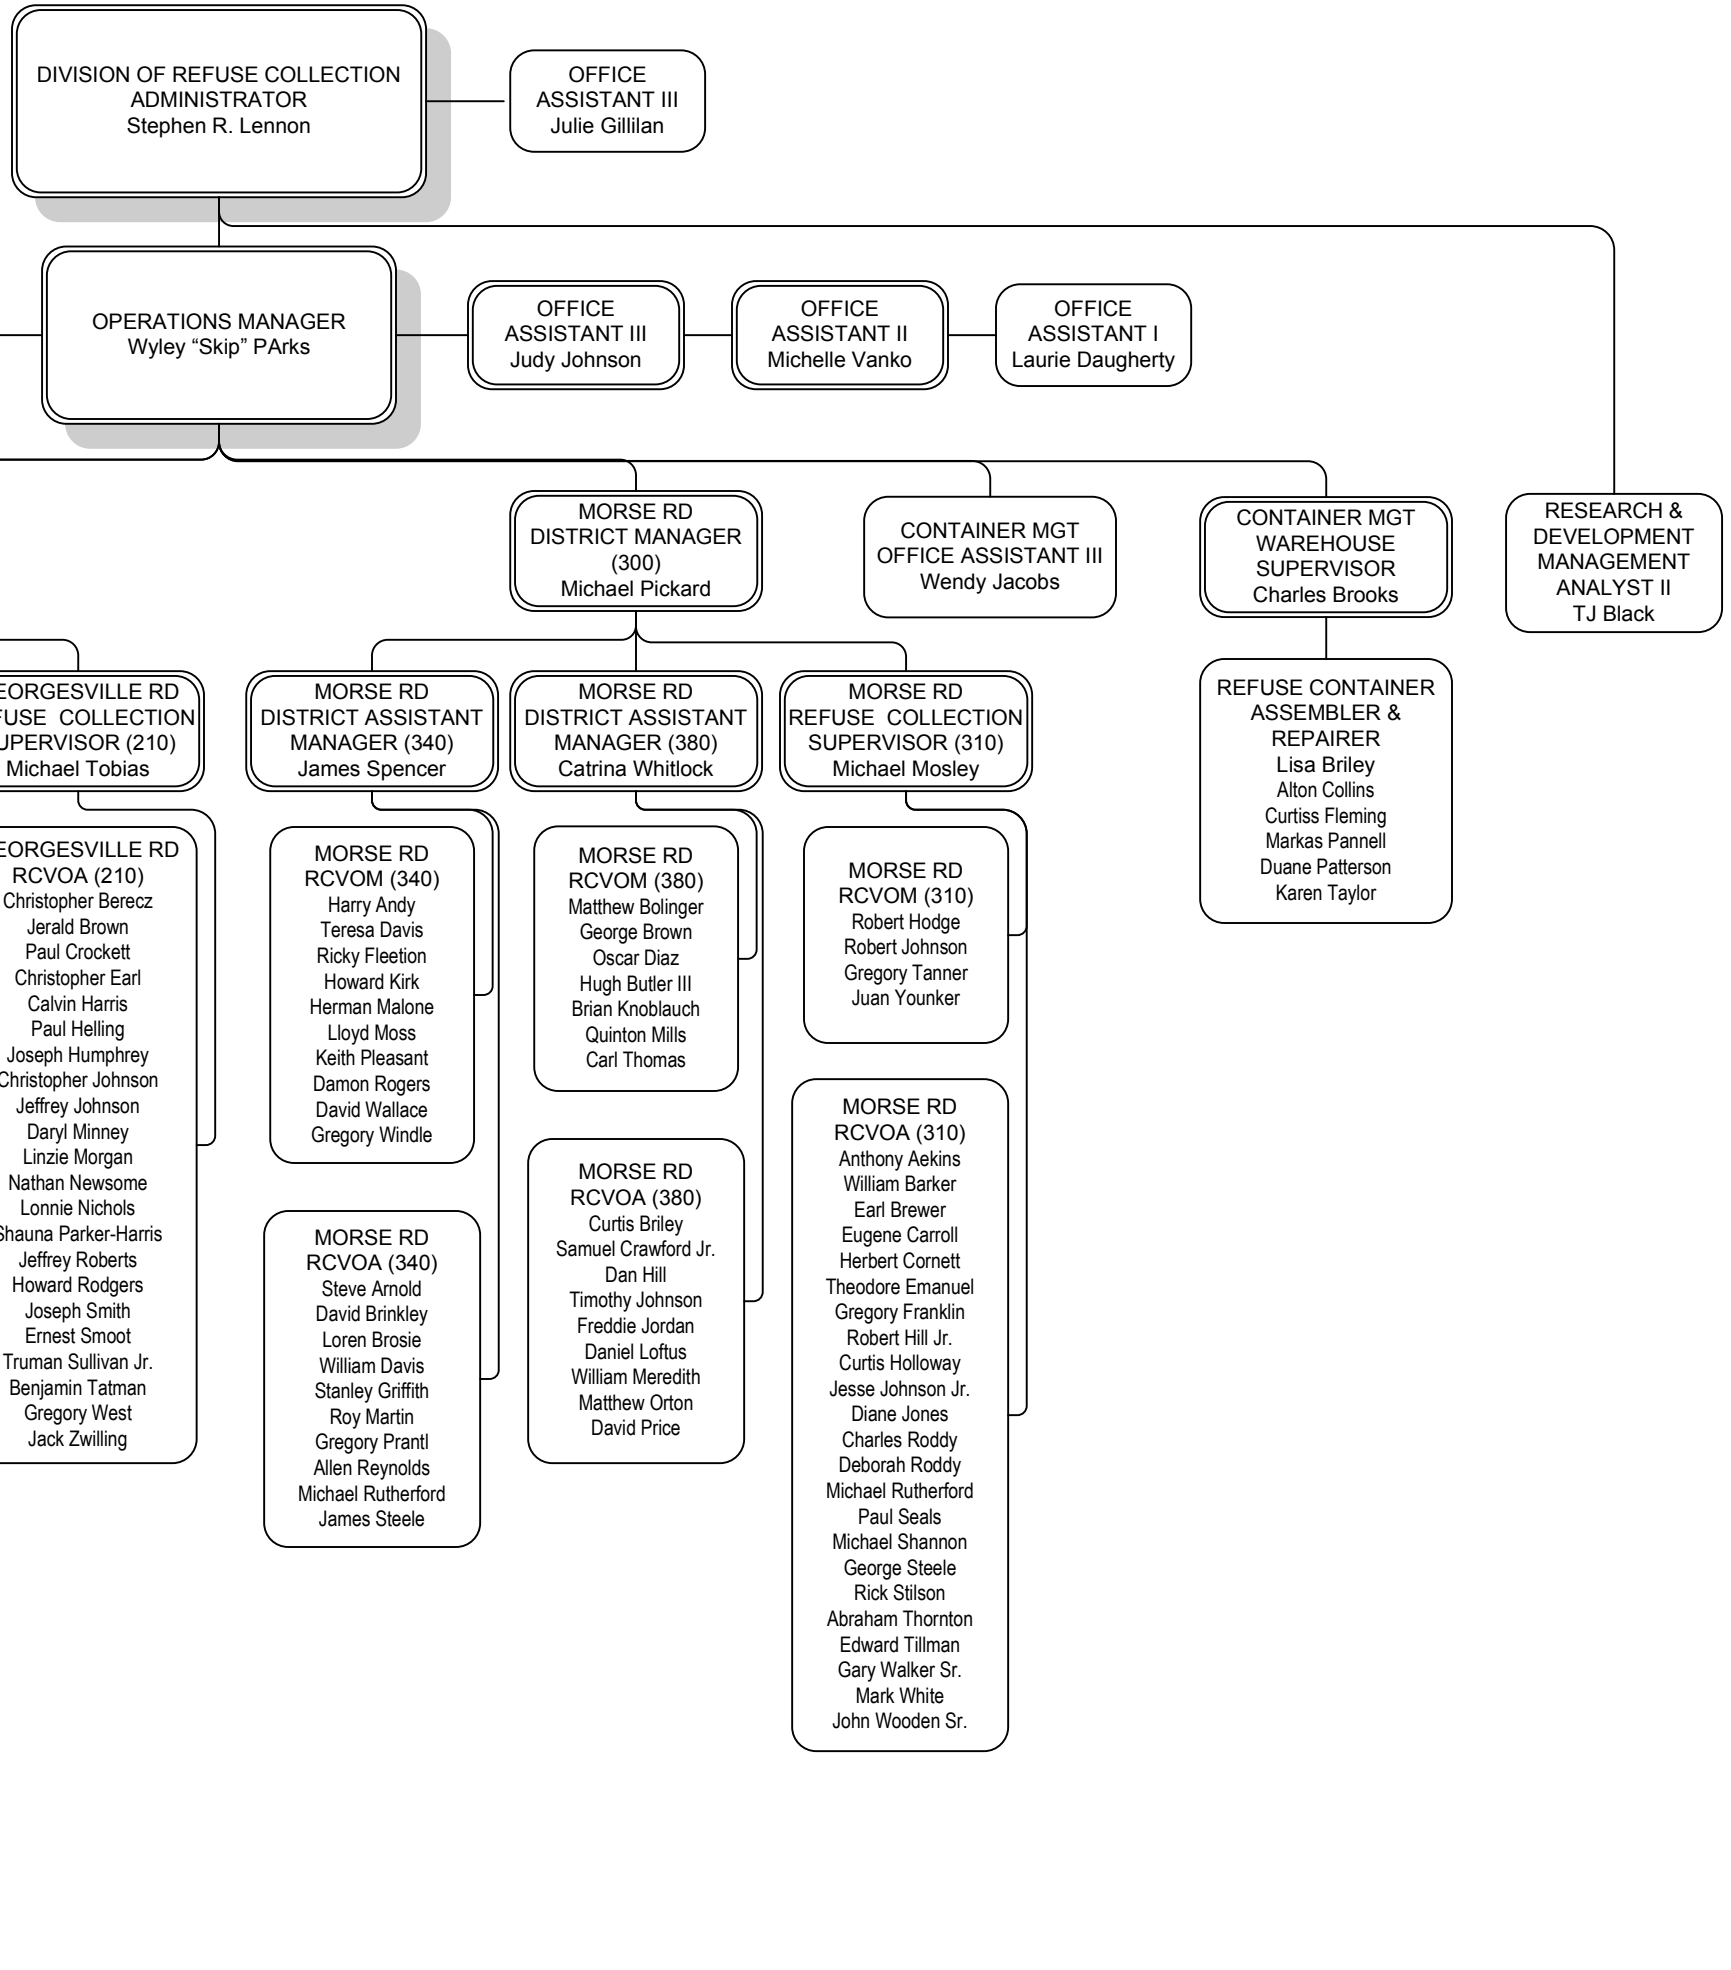 DIVISION OF REFUSE COLLECTION
ADMINISTRATOR
Stephen R. Lennon
OFFICE
ASSISTANT III
Julie Gillilan
OPERATIONS MANAGER
Wyley “Skip” PArks
OFFICE
ASSISTANT III
Judy Johnson
OFFICE
ASSISTANT II
Michelle Vanko
OFFICE
ASSISTANT I
Laurie Daugherty
MORSE RD
DISTRICT MANAGER
(300)
Michael Pickard
CONTAINER MGT
OFFICE ASSISTANT III
Wendy Jacobs
CONTAINER MGT
WAREHOUSE
SUPERVISOR
Charles Brooks
RESEARCH &
DEVELOPMENT
MANAGEMENT
ANALYST II
TJ Black
EORGESVILLE RD
FUSE COLLECTION
UPERVISOR (210)
Michael Tobias
MORSE RD
DISTRICT ASSISTANT
MANAGER (340)
James Spencer
MORSE RD
DISTRICT ASSISTANT
MANAGER (380)
Catrina Whitlock
MORSE RD
REFUSE COLLECTION
SUPERVISOR (310)
Michael Mosley
REFUSE CONTAINER
ASSEMBLER &
REPAIRER
Lisa Briley
Alton Collins
Curtiss Fleming
Markas Pannell
Duane Patterson
Karen Taylor
EORGESVILLE RD
RCVOA (210)
Christopher Berecz
Jerald Brown
Paul Crockett
Christopher Earl
Calvin Harris
Paul Helling
Joseph Humphrey
Christopher Johnson
Jeffrey Johnson
Daryl Minney
Linzie Morgan
Nathan Newsome
Lonnie Nichols
Shauna Parker-Harris
Jeffrey Roberts
Howard Rodgers
Joseph Smith
Ernest Smoot
Truman Sullivan Jr.
Benjamin Tatman
Gregory West
Jack Zwilling
MORSE RD
RCVOM (340)
Harry Andy
Teresa Davis
Ricky Fleetion
Howard Kirk
Herman Malone
Lloyd Moss
Keith Pleasant
Damon Rogers
David Wallace
Gregory Windle
MORSE RD
RCVOA (340)
Steve Arnold
David Brinkley
Loren Brosie
William Davis
Stanley Griffith
Roy Martin
Gregory Prantl
Allen Reynolds
Michael Rutherford
James Steele
MORSE RD
RCVOM (380)
Matthew Bolinger
George Brown
Oscar Diaz
Hugh Butler III
Brian Knoblauch
Quinton Mills
Carl Thomas
MORSE RD
RCVOA (380)
Curtis Briley
Samuel Crawford Jr.
Dan Hill
Timothy Johnson
Freddie Jordan
Daniel Loftus
William Meredith
Matthew Orton
David Price
MORSE RD
RCVOM (310)
Robert Hodge
Robert Johnson
Gregory Tanner
Juan Younker
MORSE RD
RCVOA (310)
Anthony Aekins
William Barker
Earl Brewer
Eugene Carroll
Herbert Cornett
Theodore Emanuel
Gregory Franklin
Robert Hill Jr.
Curtis Holloway
Jesse Johnson Jr.
Diane Jones
Charles Roddy
Deborah Roddy
Michael Rutherford
Paul Seals
Michael Shannon
George Steele
Rick Stilson
Abraham Thornton
Edward Tillman
Gary Walker Sr.
Mark White
John Wooden Sr.